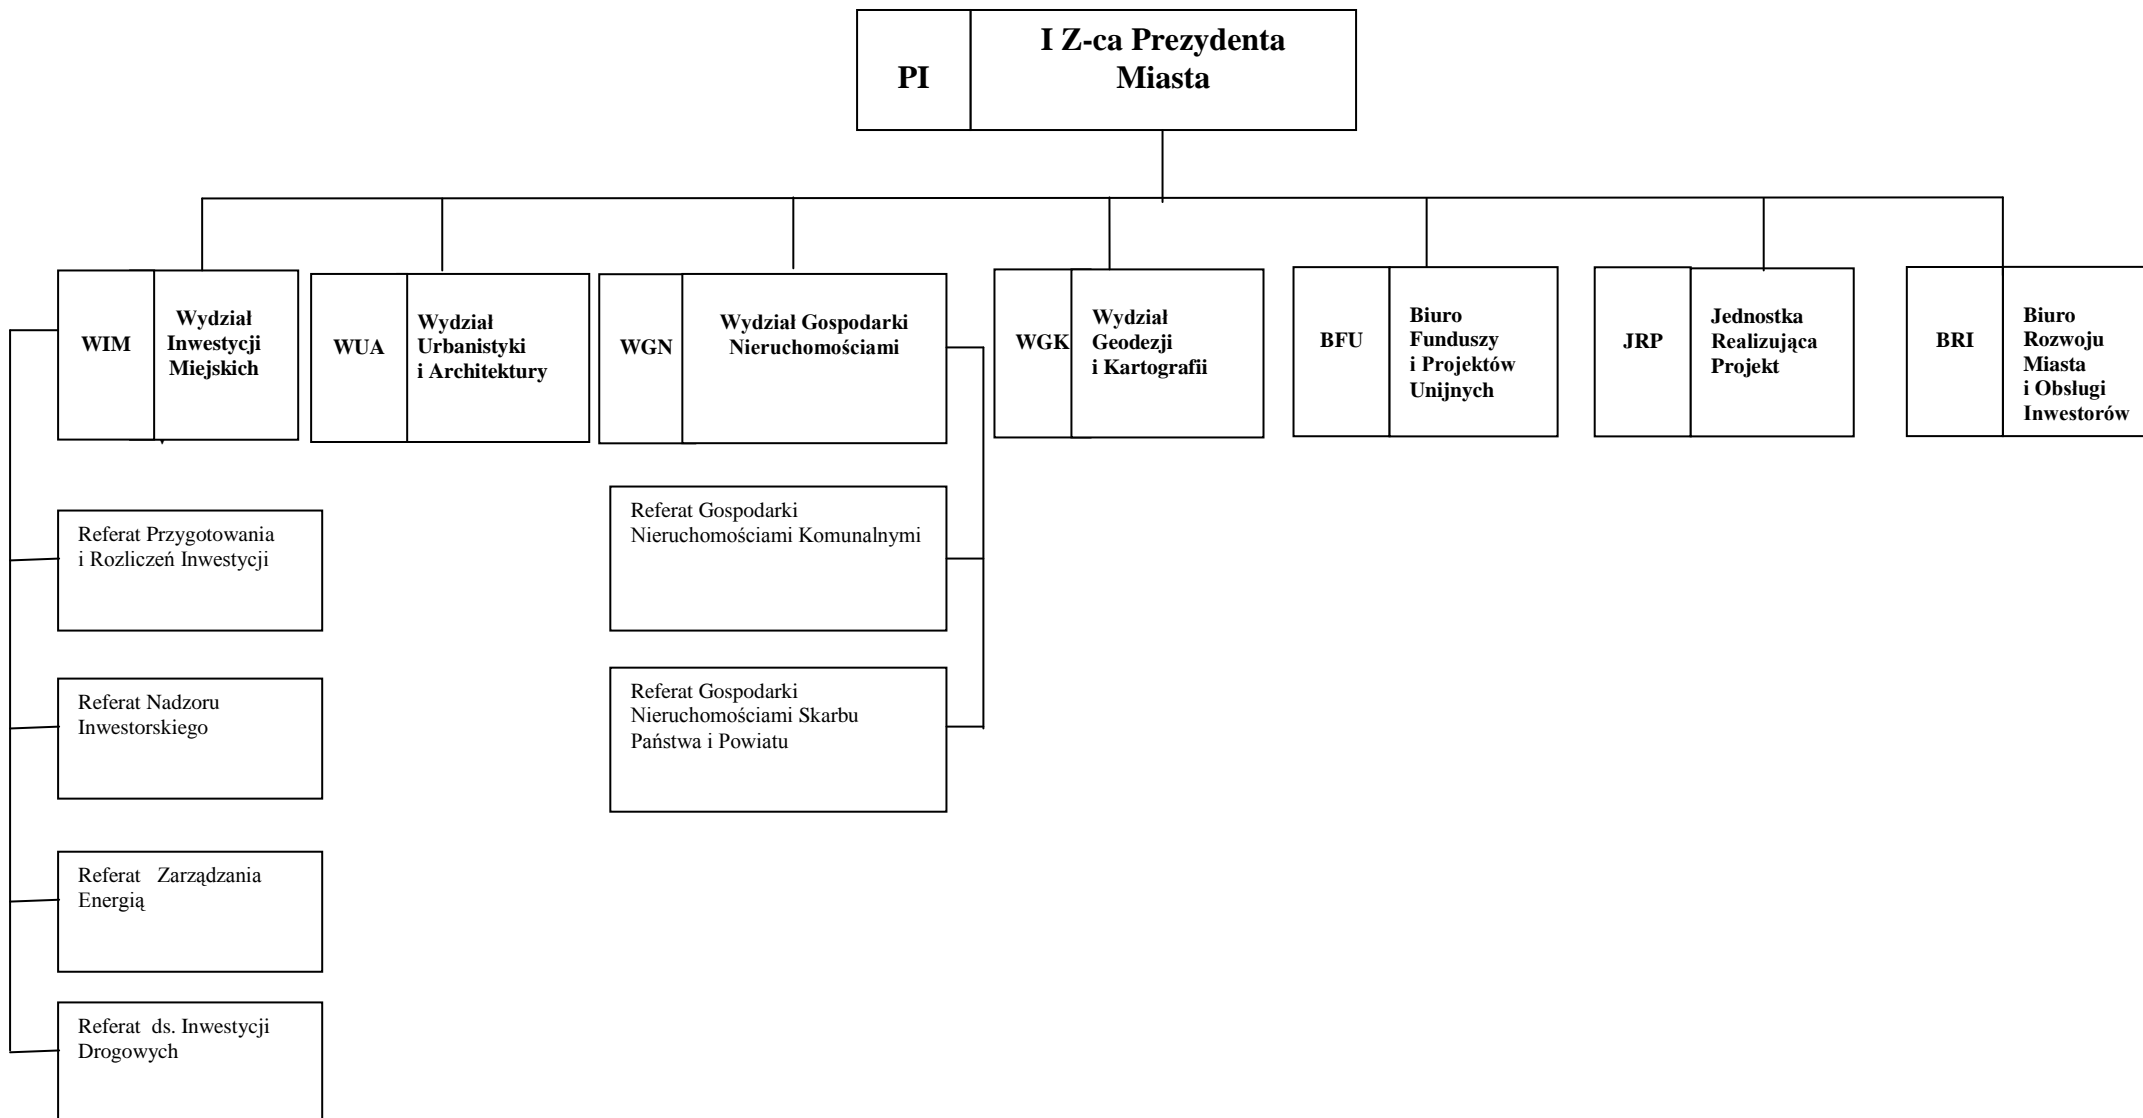 PI
I Z-ca Prezydenta
Miasta
WIM
Wydział
Inwestycji
Miejskich
WUA
Wydział
Urbanistyki
i Architektury
WGN
Wydział Gospodarki
Nieruchomościami
WGK
Wydział
Geodezji
i Kartografii
BFU
Biuro
Funduszy
i Projektów
Unijnych
JRP
Jednostka
Realizująca
Projekt
BRI
Biuro
Rozwoju
Miasta
i Obsługi
Inwestorów
Referat Przygotowania
i Rozliczeń Inwestycji
Referat Nadzoru
Inwestorskiego
Referat Zarządzania
Energią
Referat ds. Inwestycji
Drogowych
Referat Gospodarki
Nieruchomościami Komunalnymi
Referat Gospodarki
Nieruchomościami Skarbu
Państwa i Powiatu